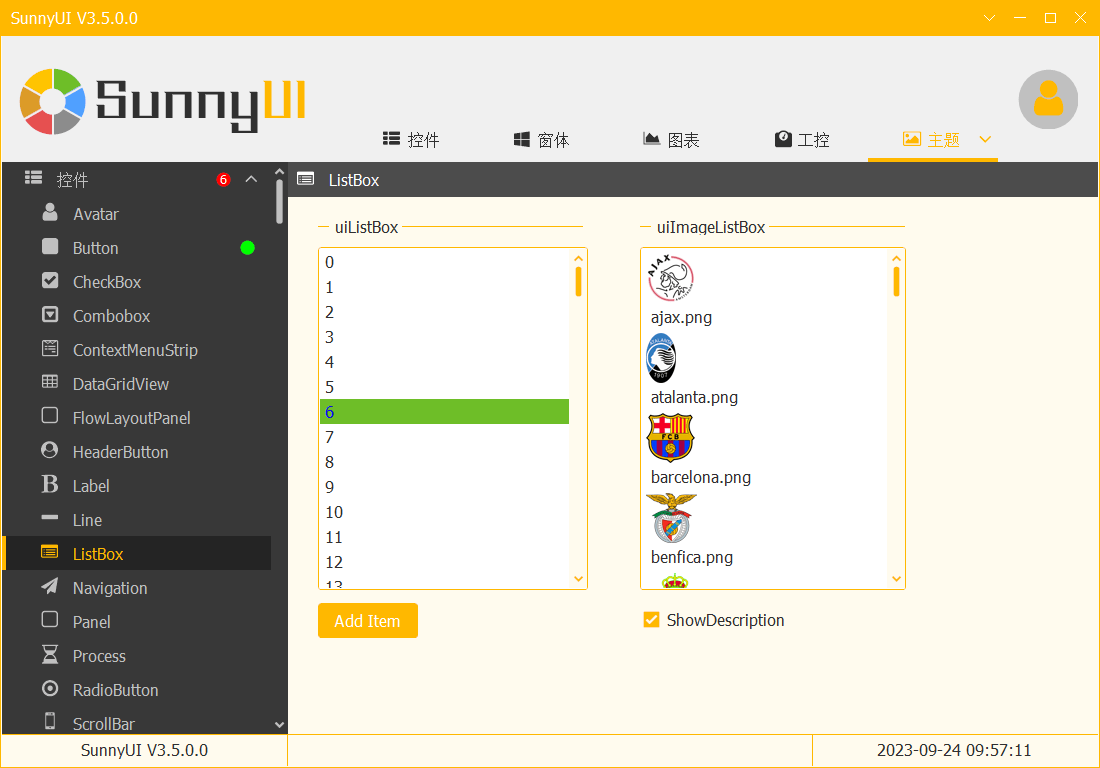 SunnyUI V3.5.0.0
SunnyUI
控件 窗体 图表 工控 主题
控件 6
Avatar
Button
CheckBox
Combobox
ContextMenuStrip
DataGridView
FlowLayoutPanel
HeaderButton
Label
Line
ListBox
Navigation
Panel
Process
RadioButton
ScrollBar
ListBox
uiListBox
0
1
2
3
4
5
6
7
8
9
10
11
12
13
Add Item
uiImageListBox
AJAX
AMSTERDAM
ajax.png
ATALANTA
1907
atalanta.png
FCB
barcelona.png
benfica.png
ShowDescription
SunnyUI V3.5.0.0
2023-09-24 09:57:11